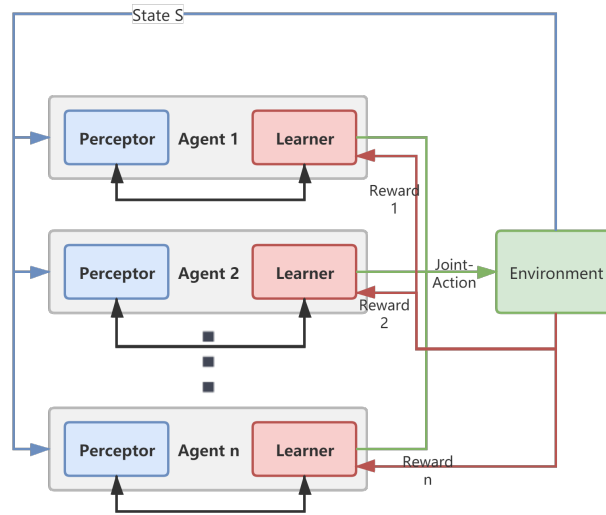 State S
Perceptor
Agent 1
Learner
Reward
1
Perceptor
Agent 2
Learner
Joint-
Action
Environment
Reward
2
Perceptor
Agent n
Learner
Reward
n